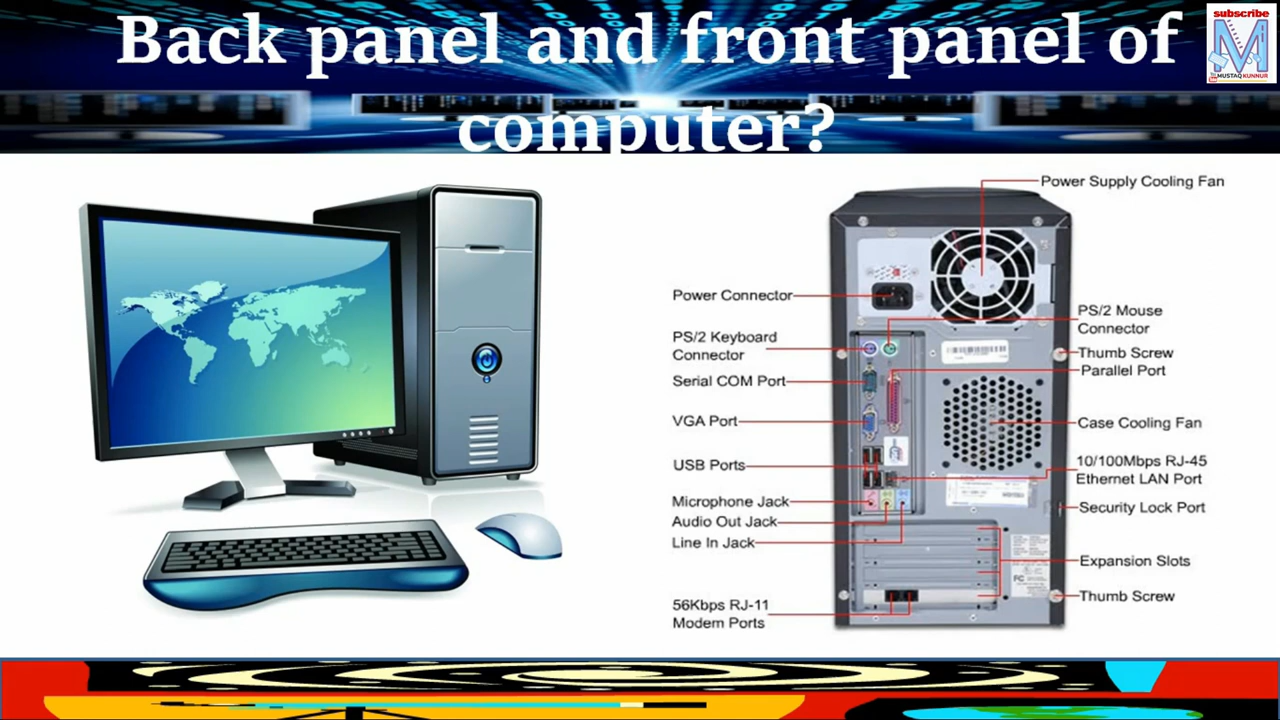 Back panel and front panel of
computer?
subscribe
M
MUSTAQ KUNNUR
Power Supply Cooling Fan
Power Connector
PS/2 Mouse
Connector
PS/2 Keyboard
Connector
Thumb Screw
Parallel Port
Serial COM Port
VGA Port
Case Cooling Fan
USB Ports
10/100Mbps RJ-45
Ethernet LAN Port
Microphone Jack
Security Lock Port
Audio Out Jack
Line In Jack
Expansion Slots
Thumb Screw
56Kbps RJ-11
Modem Ports
FC